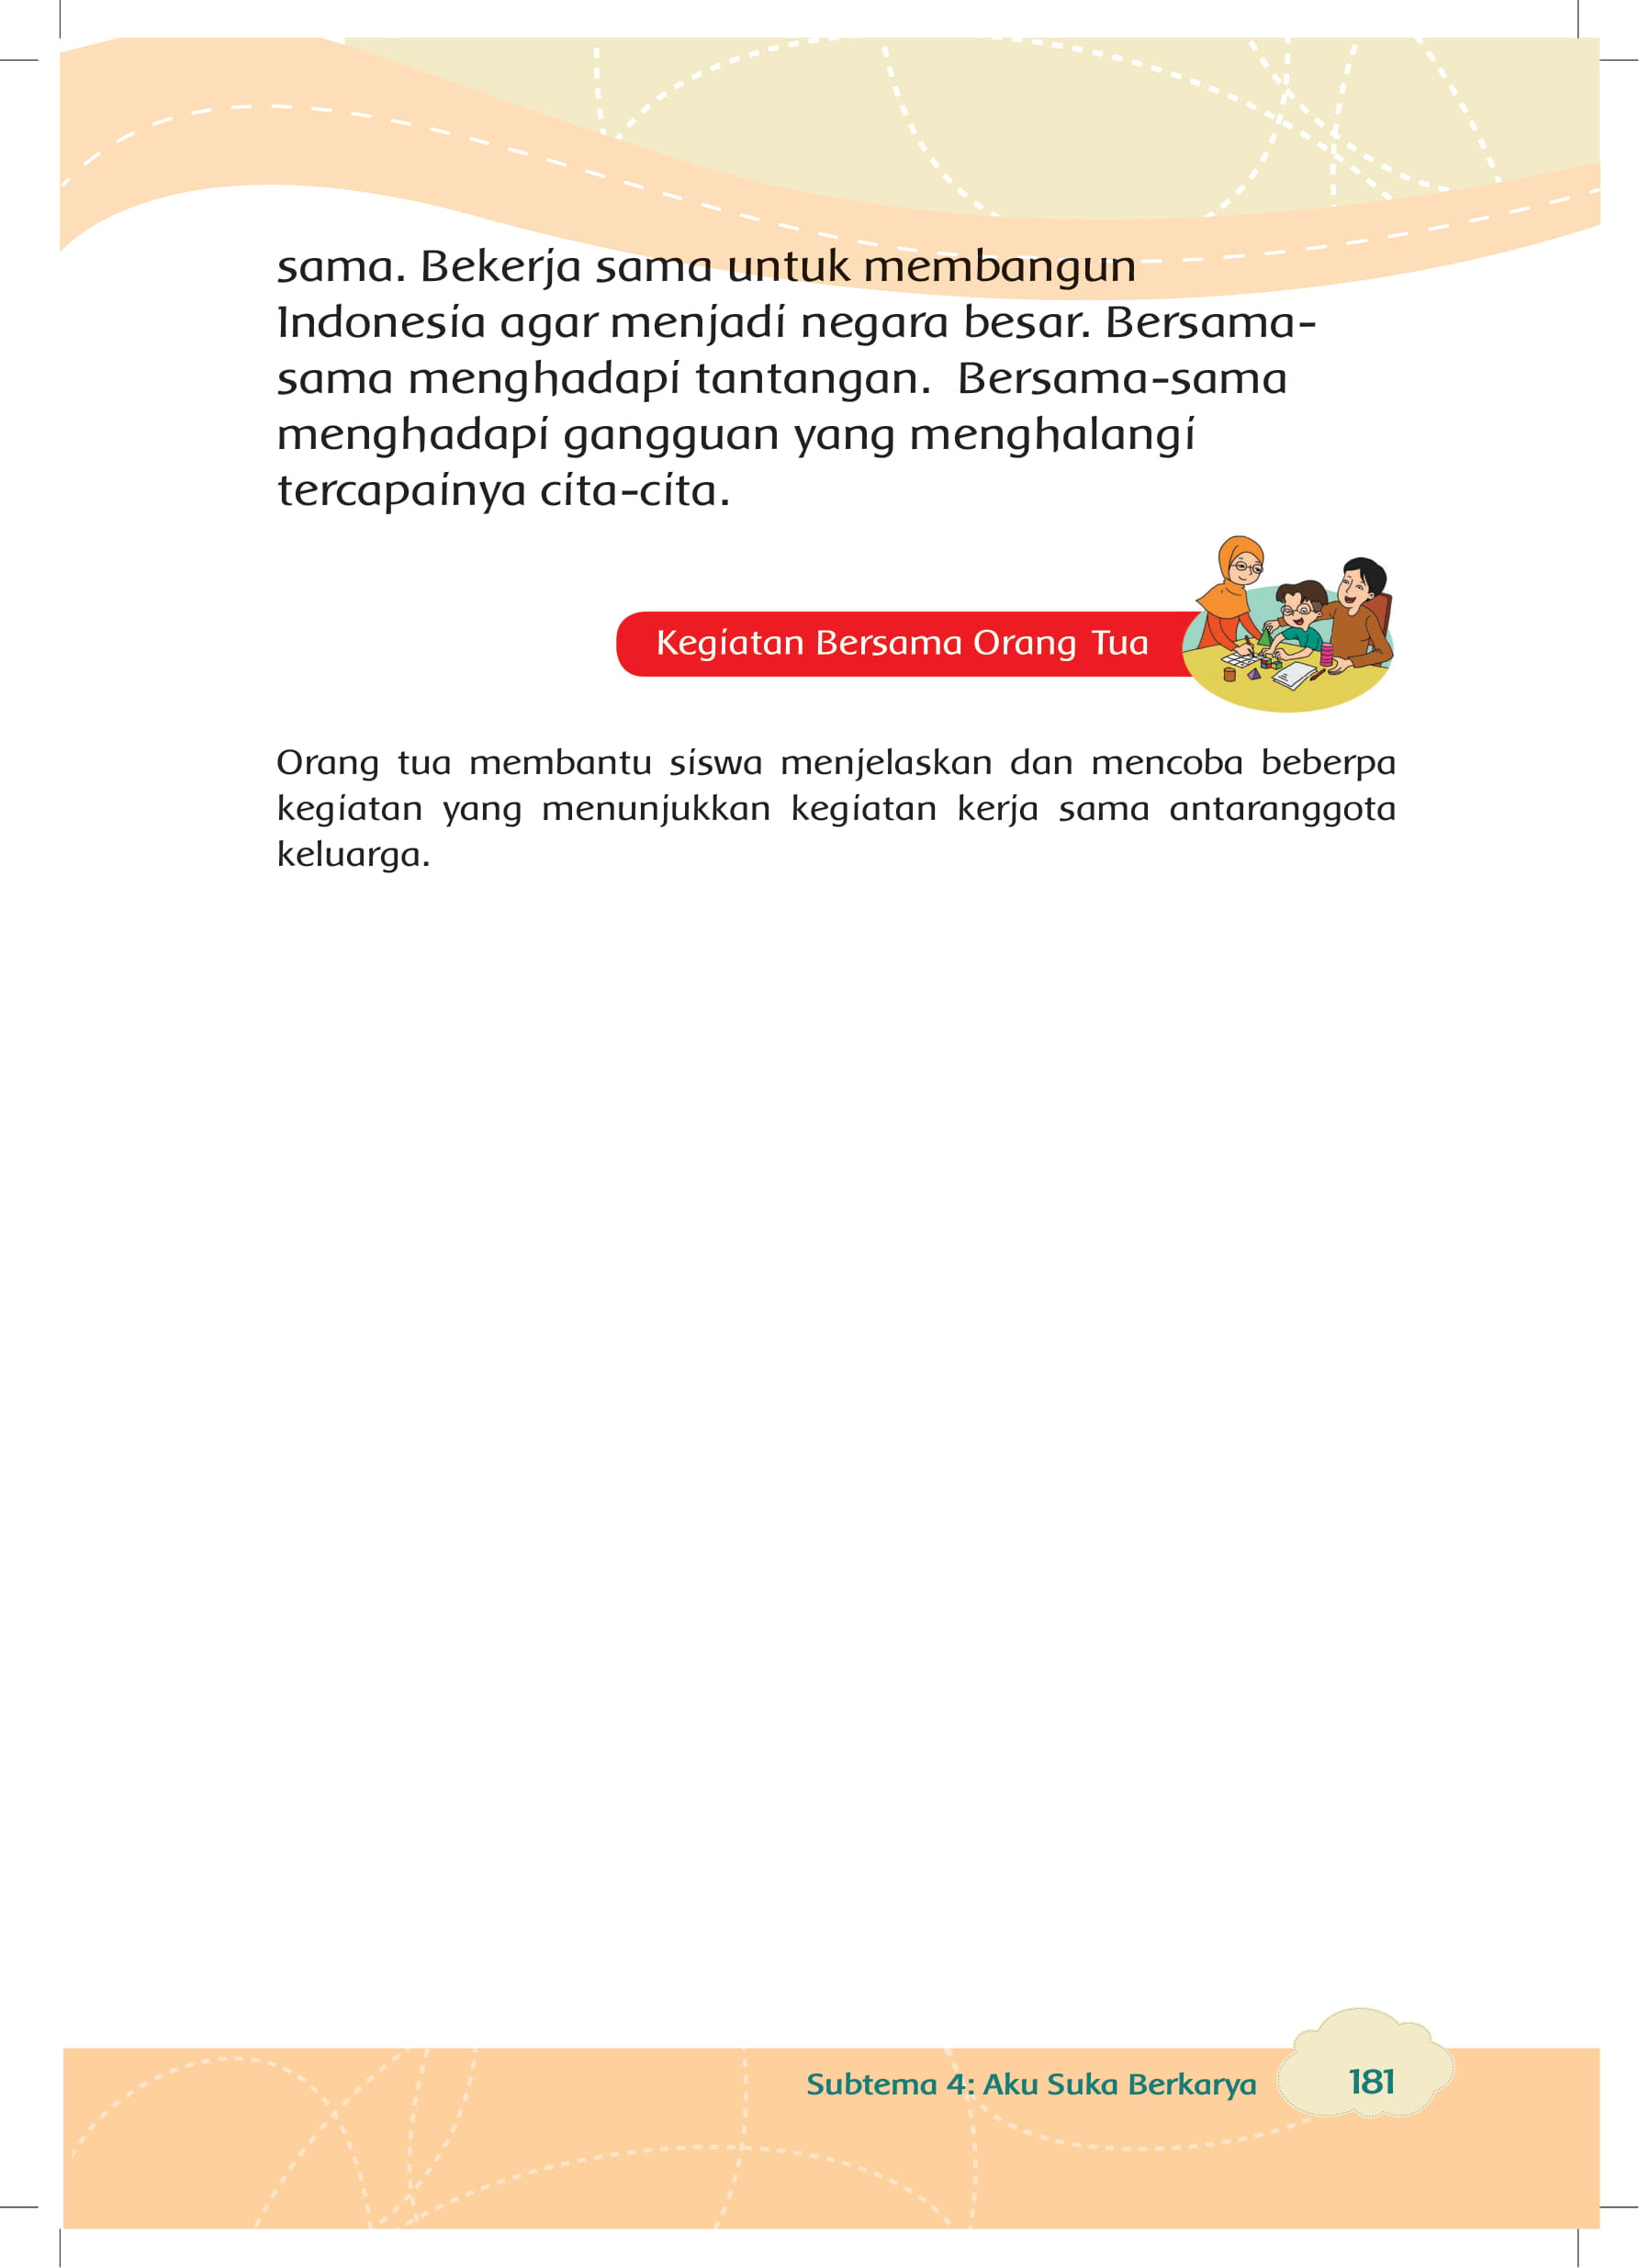 sama. Bekerja sama untuk membangun
Indonesia agar menjadi negara besar. Bersama-
sama menghadapi tantangan.  Bersama-sama
menghadapi gangguan yang menghalangi
tercapainya cita-cita.
Kegiatan Bersama Orang Tua
Orang tua membantu siswa menjelaskan dan mencoba beberpa
kegiatan yang menunjukkan kegiatan kerja sama antaranggota
keluarga.
Subtema 4: Aku Suka Berkarya
181